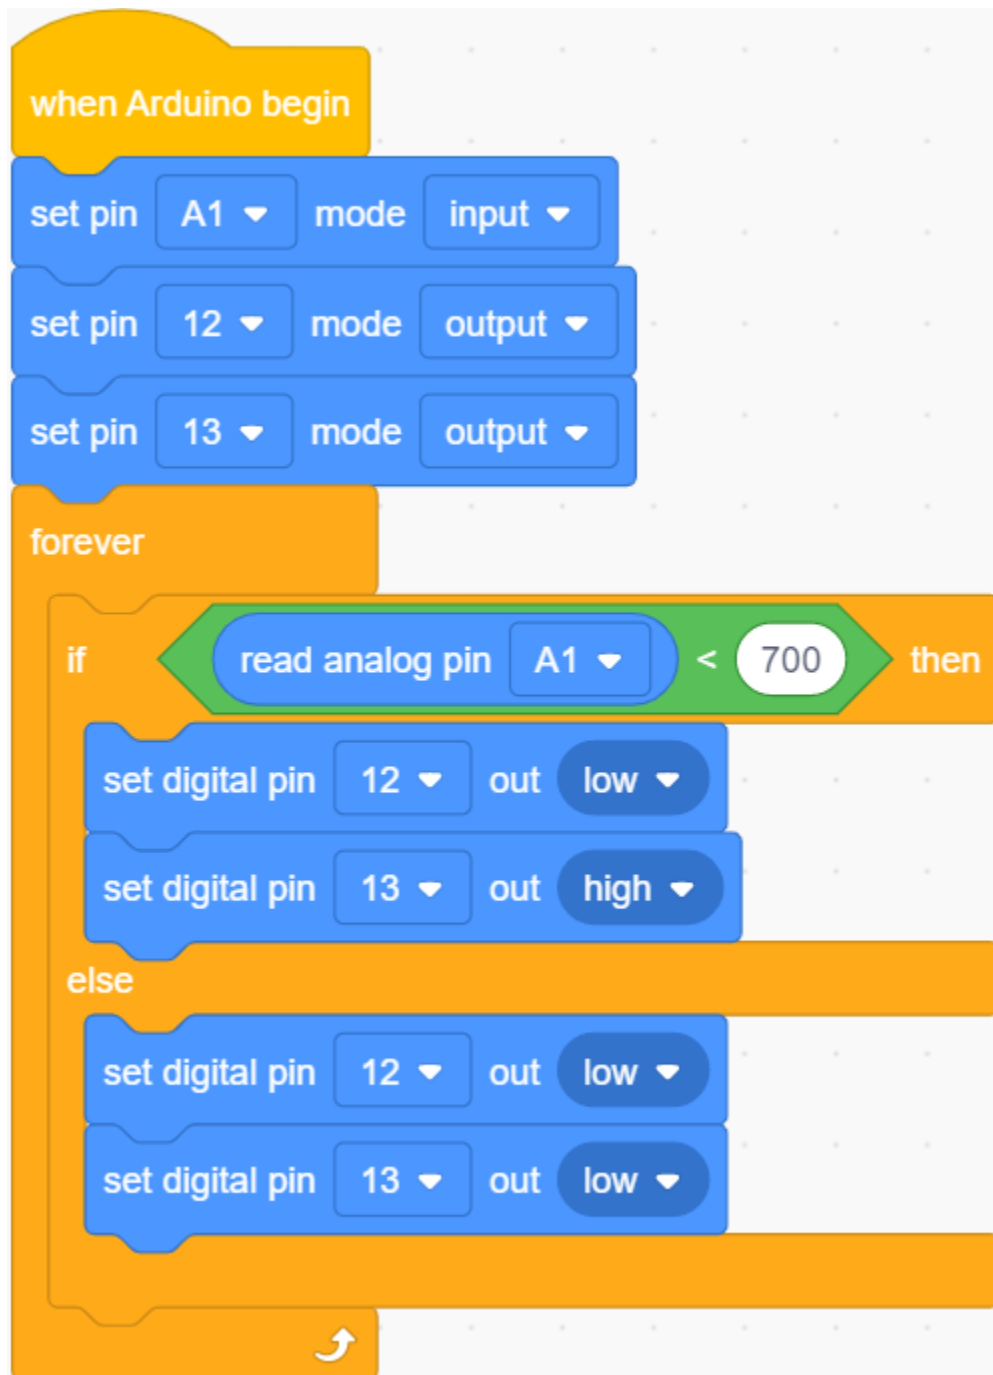 when Arduino begin
set pin A1 mode input
set pin 12 mode output
set pin 13 mode output
forever
if read analog pin A1 < 700 then
set digital pin 12 out low
set digital pin 13 out high
else
set digital pin 12 out low
set digital pin 13 out low